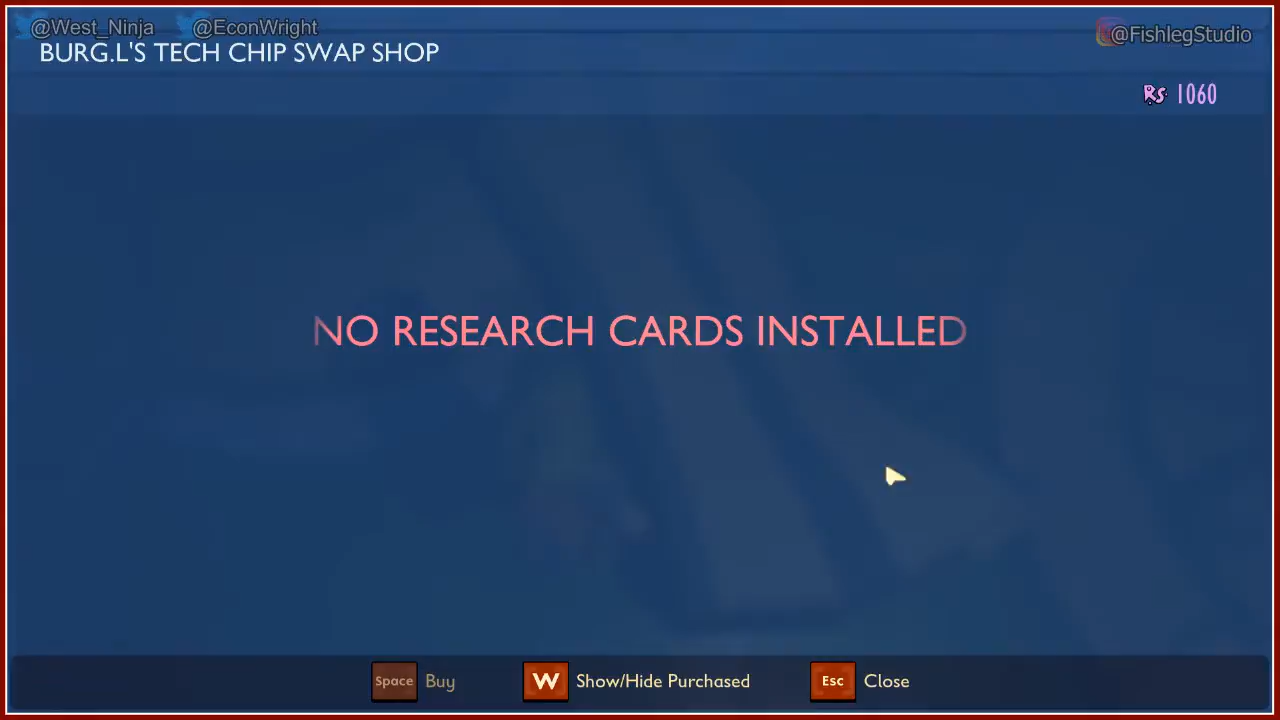 @West_Ninja @EconWright @FishlegStudio
BURG.L'S TECH CHIP SWAP SHOP
Rs 1060
NO RESEARCH CARDS INSTALLED
Space Buy W Show/Hide Purchased Esc Close